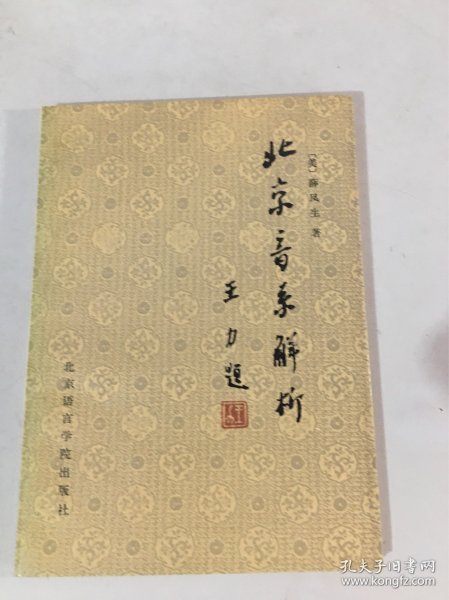 [美] 薛凤生 著
北京音系解析
王力题
北京语言学院出版社
孔夫子旧书网
www.kongfz.com